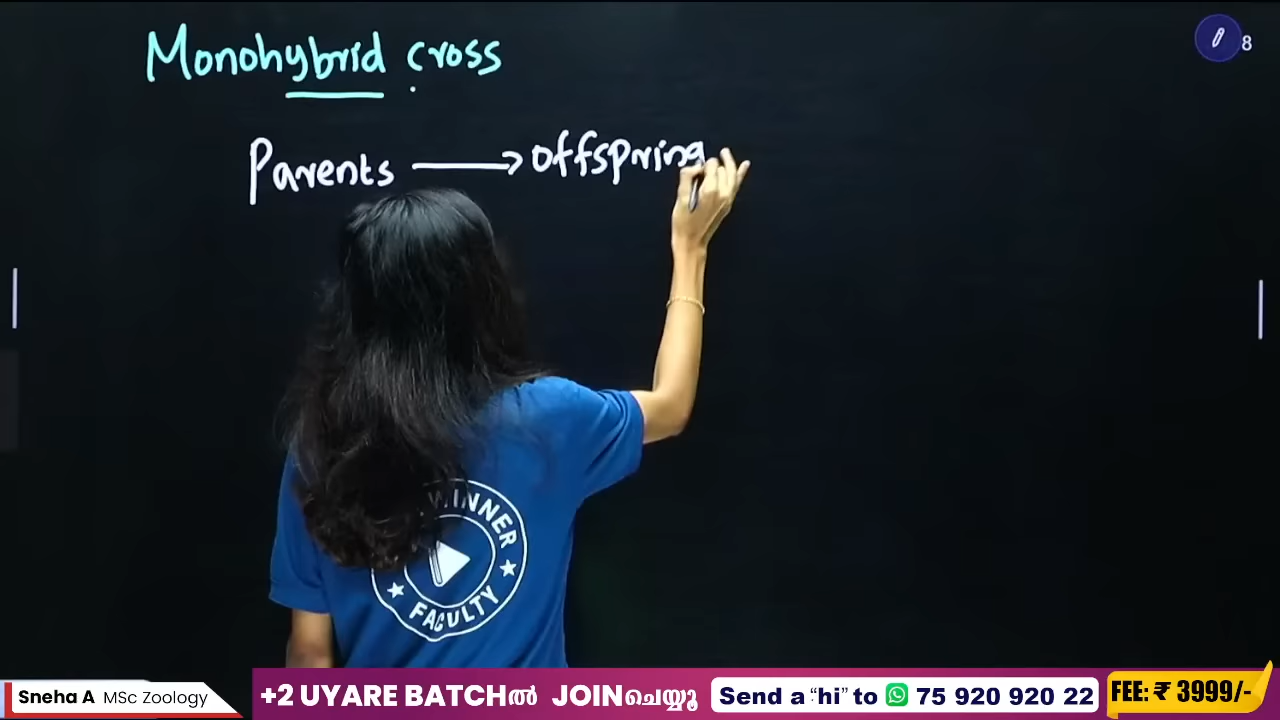 Monohybrid cross
8
Parents → offspring
WINNER
FACULTY
Sneha A MSc Zoology
+2 UYARE BATCHൽ JOINചെയ്യൂ
Send a “hi” to 75 920 920 22
FEE: ₹ 3999/-